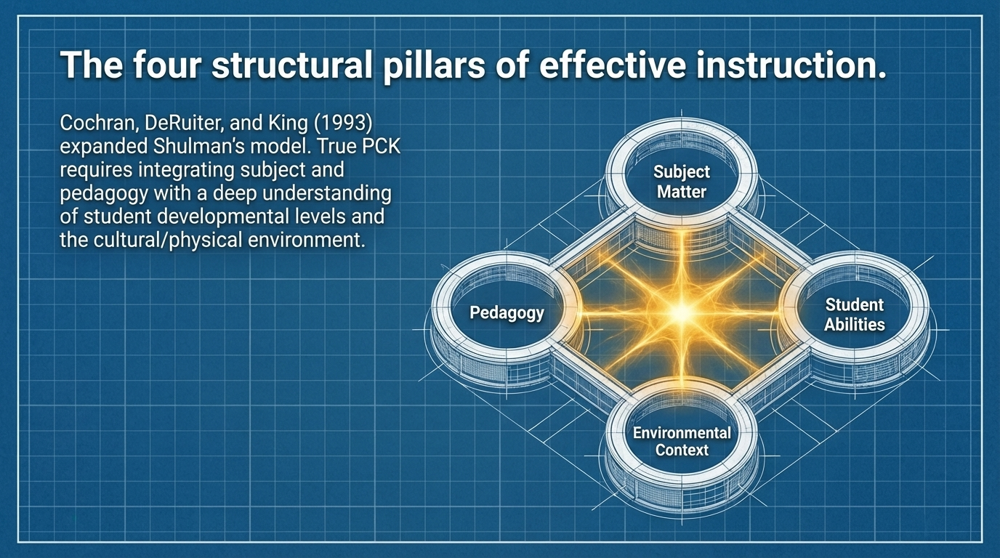 The four structural pillars of effective instruction.
Cochran, DeRuiter, and King (1993)
expanded Shulman's model. True PCK
requires integrating subject and
pedagogy with a deep understanding
of student developmental levels and
the cultural/physical environment.
Subject
Matter
Pedagogy
Student
Abilities
Environmental
Context